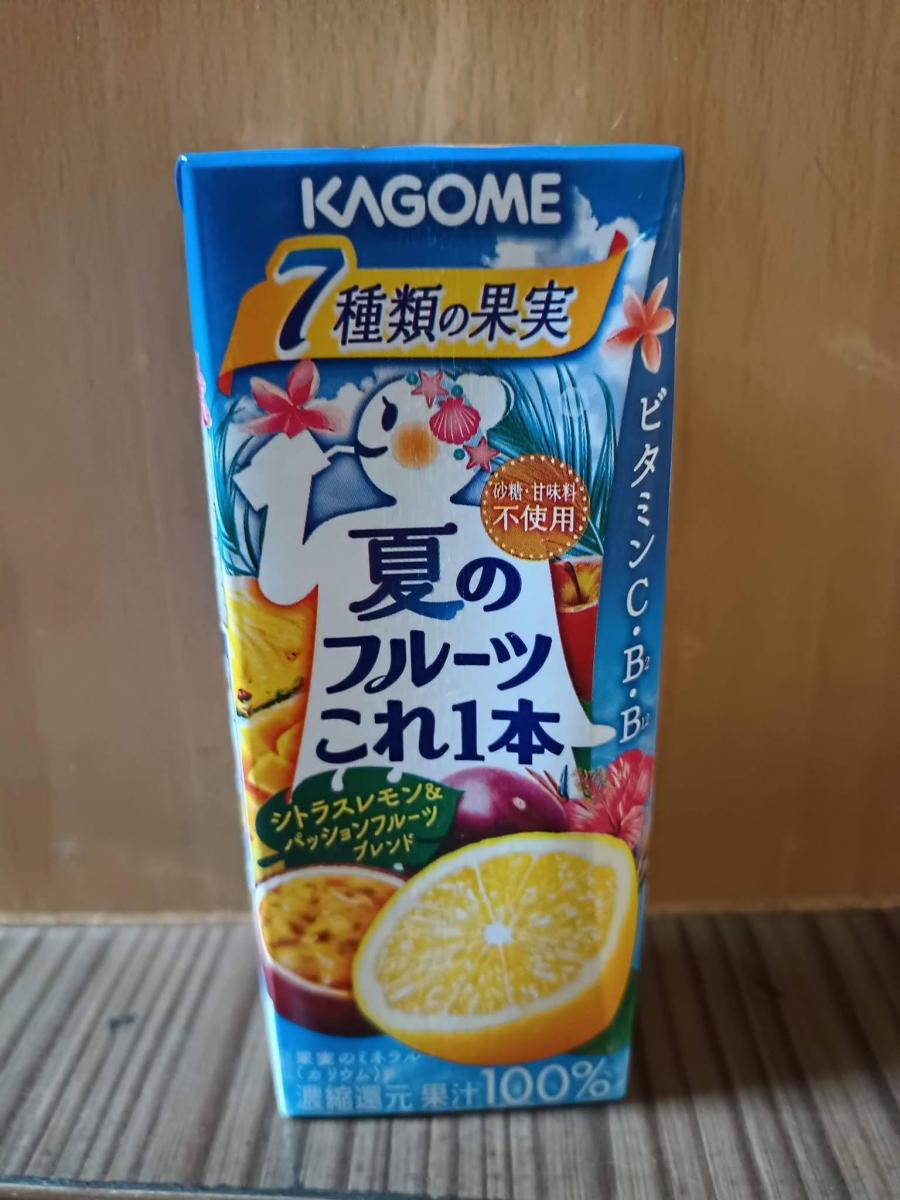 KAGOME
7種類の果実
砂糖・甘味料
不使用
夏の
フルーツ
これ1本
ビタミンC・B2・B12
シトラスレモン&
パッションフルーツ
ブレンド
果実のミネラル
(カリウム)
濃縮還元 果汁100%